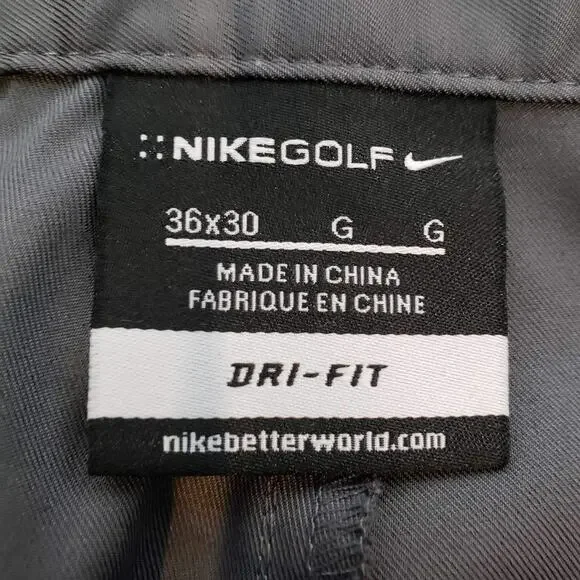 NIKEGOLF
36x30 G G
MADE IN CHINA
FABRIQUE EN CHINE
DRI-FIT
nikebetterworld.com